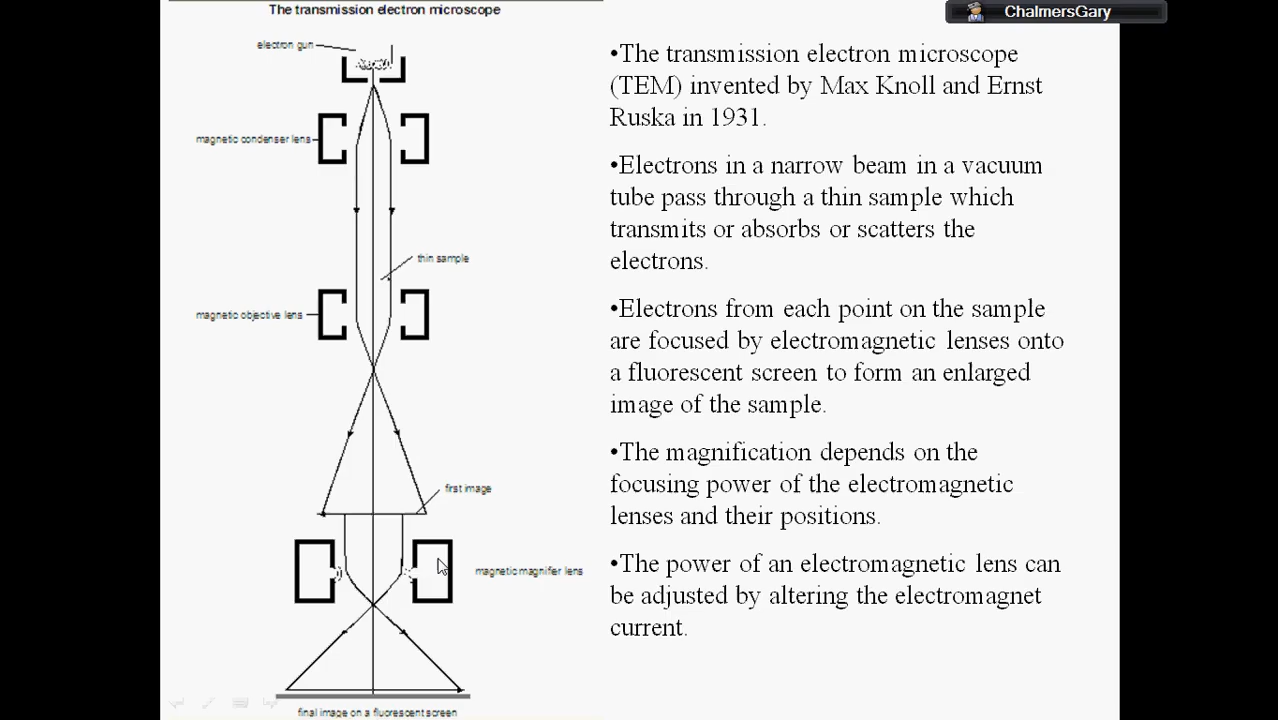 The transmission electron microscope
electron gun
magnetic condenser lens
thin sample
magnetic objective lens
first image
magnetic magnifer lens
final image on a fluorescent screen
ChalmersGary
•The transmission electron microscope
(TEM) invented by Max Knoll and Ernst
Ruska in 1931.
•Electrons in a narrow beam in a vacuum
tube pass through a thin sample which
transmits or absorbs or scatters the
electrons.
•Electrons from each point on the sample
are focused by electromagnetic lenses onto
a fluorescent screen to form an enlarged
image of the sample.
•The magnification depends on the
focusing power of the electromagnetic
lenses and their positions.
•The power of an electromagnetic lens can
be adjusted by altering the electromagnet
current.